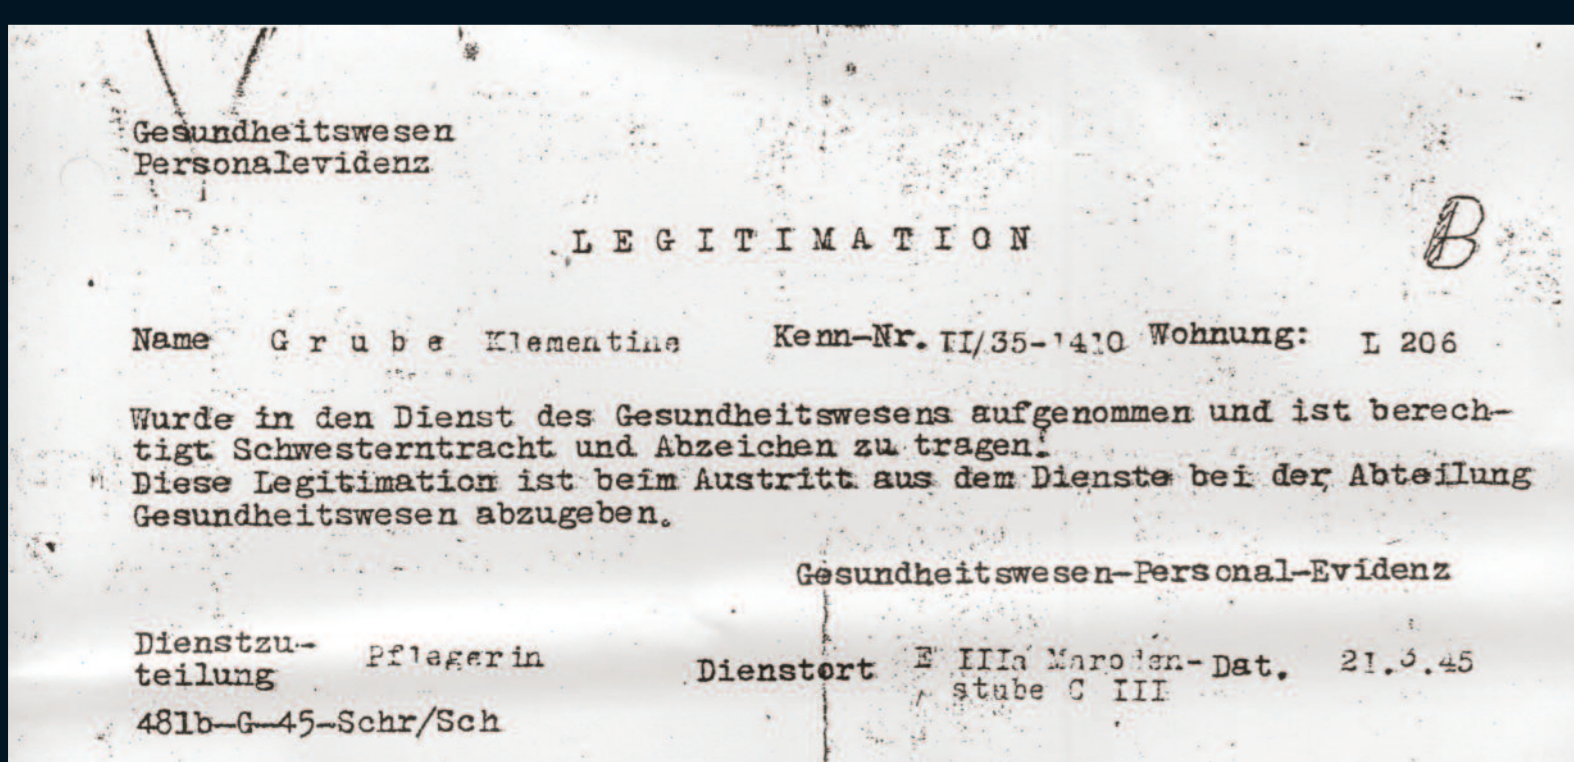 Gesundheitswesen
Personalevidenz
LEGITIMATION
B
Name Grube Klementine Kenn-Nr. II/35-1410 Wohnung: L 206
Wurde in den Dienst des Gesundheitswesens aufgenommen und ist berech-
tigt Schwesterntracht und Abzeichen zu tragen.
Diese Legitimation ist beim Austritt aus dem Dienste bei der Abteilung
Gesundheitswesen abzugeben.
Gesundheitswesen-Personal-Evidenz
Dienstzu- Pflegerin Dienstort E IIIa Maroden- Dat. 21.3.45
teilung stube C III
481b-G-45-Schr/Sch